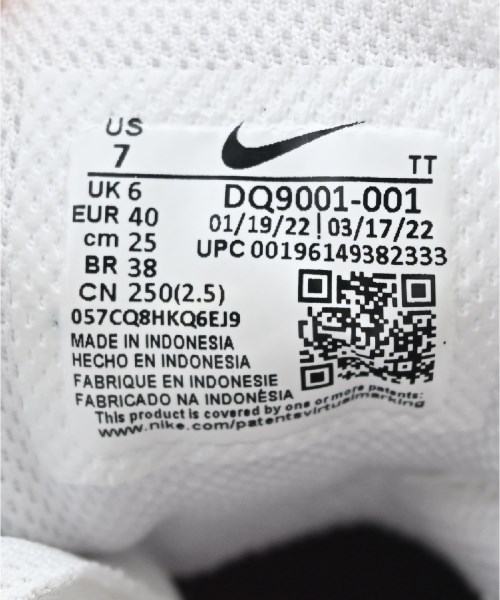 US
7
TT
UK 6
EUR 40
cm 25
BR 38
CN 250(2.5)
DQ9001-001
01/19/22 | 03/17/22
UPC 00196149382333
057CQ8HKQ6EJ9
MADE IN INDONESIA
HECHO EN INDONESIA
FABRIQUE EN INDONESIE
FABRICADO NA INDONÉSIA
This product is covered by one or more patents:
www.nike.com/patentsvirtualmarking